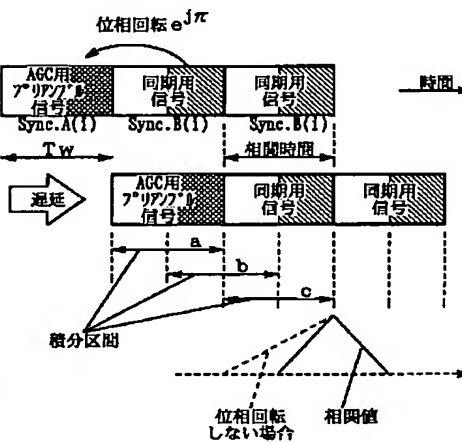 位相回転 e^jπ
AGC用
プリアンブル
信号
同期用
信号
同期用
信号
時間
Sync.A(i)
Sync.B(i)
Sync.B(i)
TW
相関時間
遅延
AGC用
プリアンブル
信号
同期用
信号
同期用
信号
a
b
c
積分区間
位相回転
しない場合
相関値